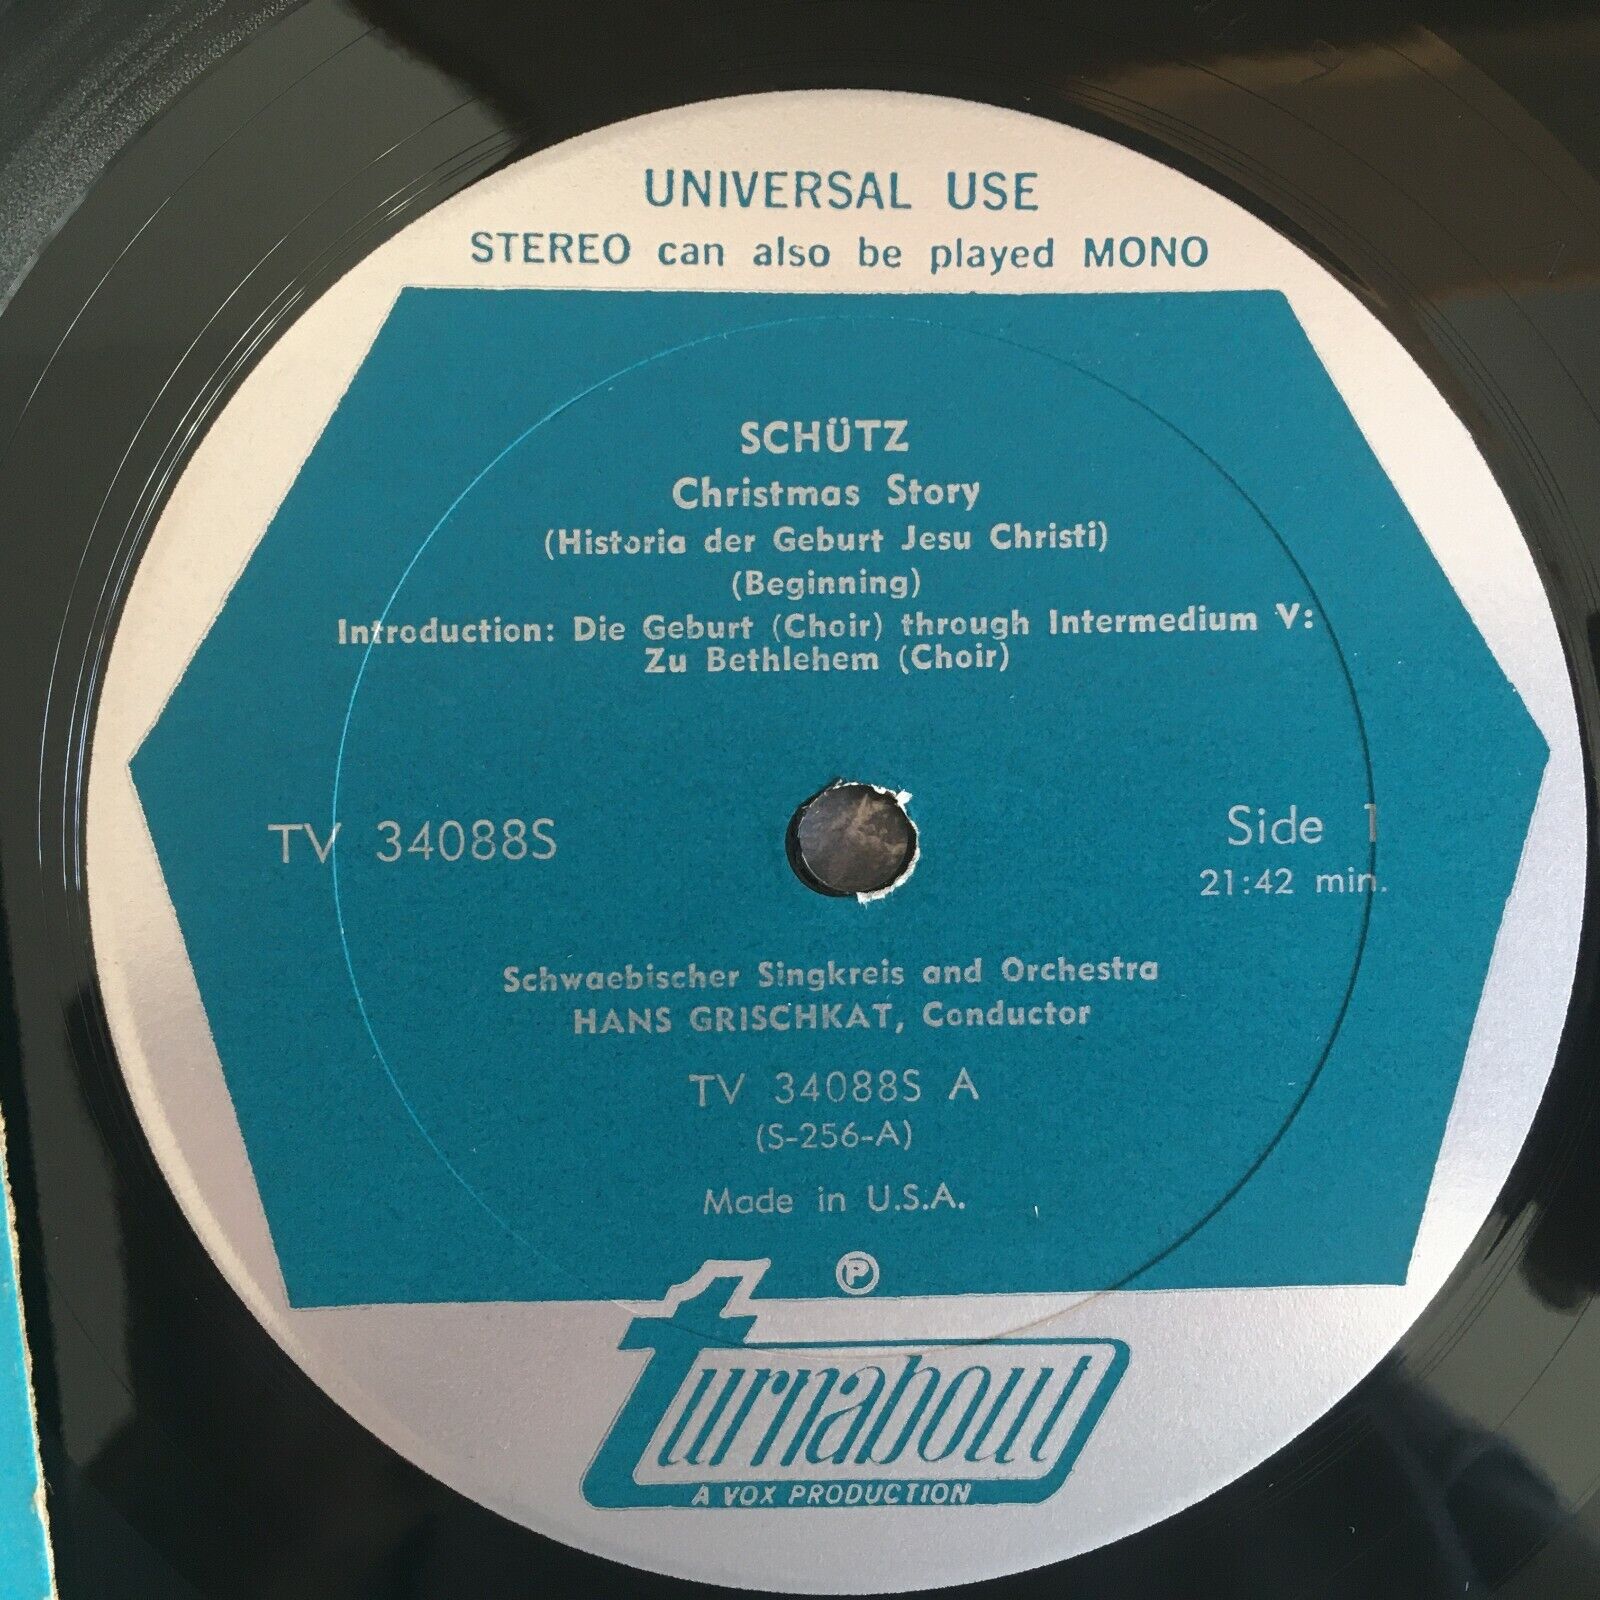 UNIVERSAL USE
STEREO can also be played MONO
SCHÜTZ
Christmas Story
(Historia der Geburt Jesu Christi)
(Beginning)
Introduction: Die Geburt (Choir) through Intermedium V:
Zu Bethlehem (Choir)
TV 34088S
Side 1
21:42 min.
Schwaebischer Singkreis and Orchestra
HANS GRISCHKAT, Conductor
TV 34088S A
(S-256-A)
Made in U.S.A.
℗
turnabout
A VOX PRODUCTION